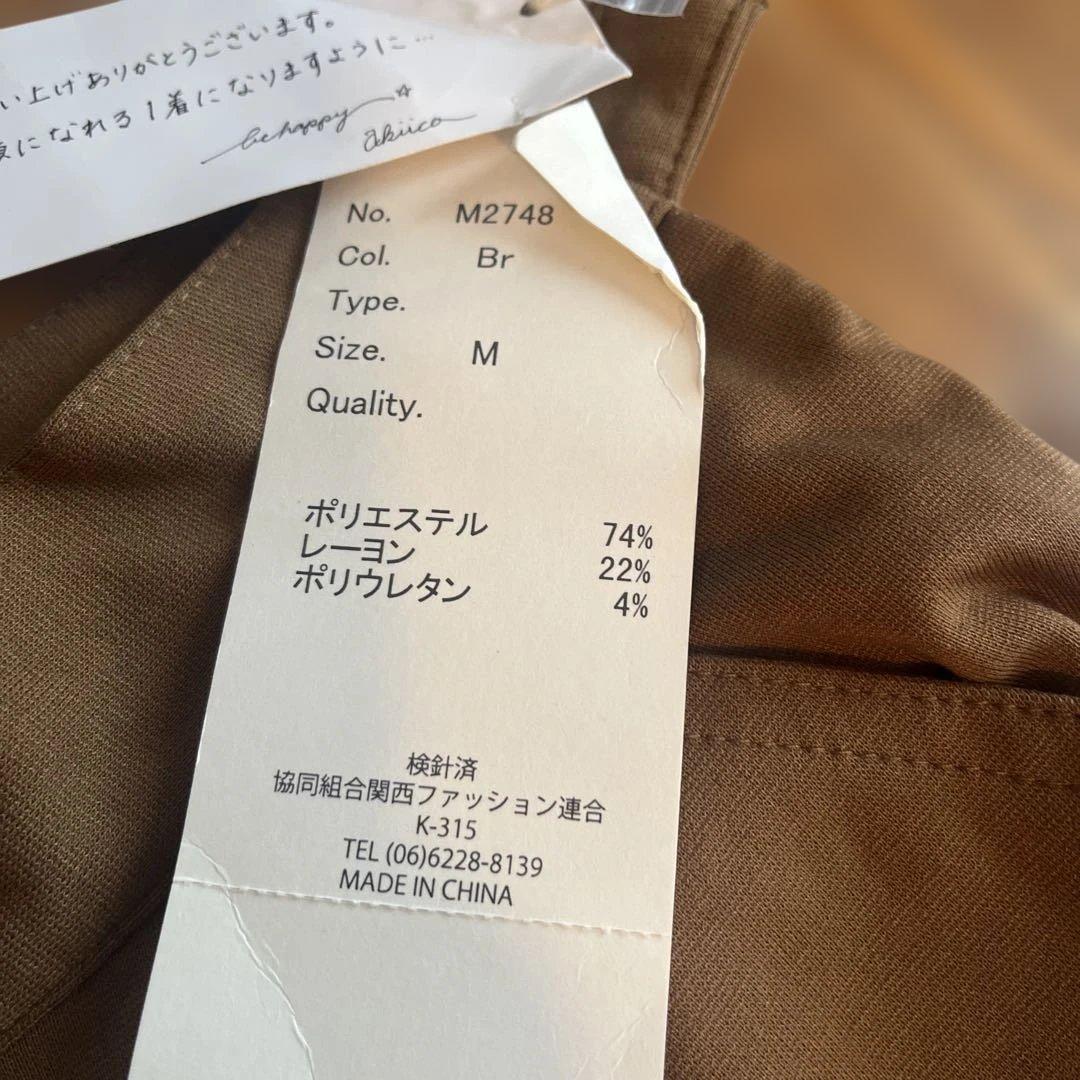 い上げありがとうございます。
になれる1着になりますように…
be happy
akiico
No. M2748
Col. Br
Type.
Size. M
Quality.
ポリエステル 74%
レーヨン 22%
ポリウレタン 4%
検針済
協同組合関西ファッション連合
K-315
TEL (06)6228-8139
MADE IN CHINA